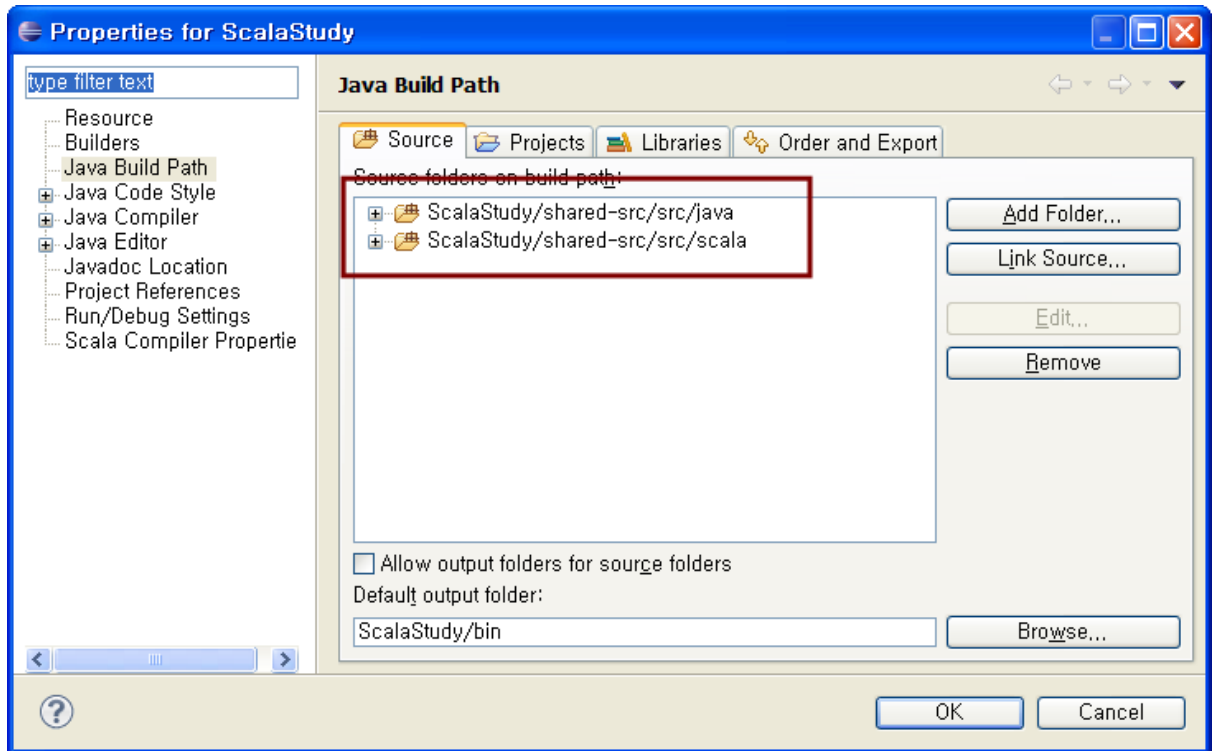 Properties for ScalaStudy
type filter text
Resource
Builders
Java Build Path
Java Code Style
Java Compiler
Java Editor
Javadoc Location
Project References
Run/Debug Settings
Scala Compiler Propertie
Java Build Path
Source Projects Libraries Order and Export
Source folders on build path:
ScalaStudy/shared-src/src/java
ScalaStudy/shared-src/src/scala
Add Folder...
Link Source...
Edit...
Remove
Allow output folders for source folders
Default output folder:
ScalaStudy/bin
Browse...
?
OK
Cancel